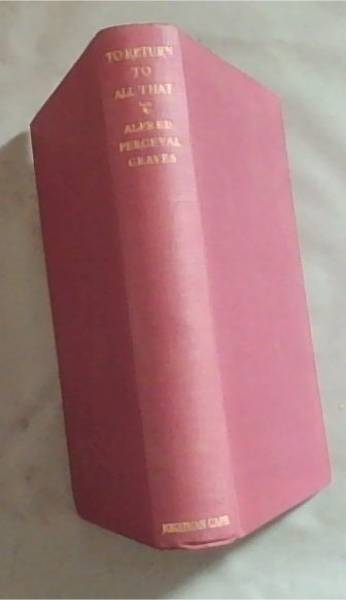 TO RETURN
TO
ALL THAT
ALFRED
PERCEVAL
GRAVES
JONATHAN CAPE